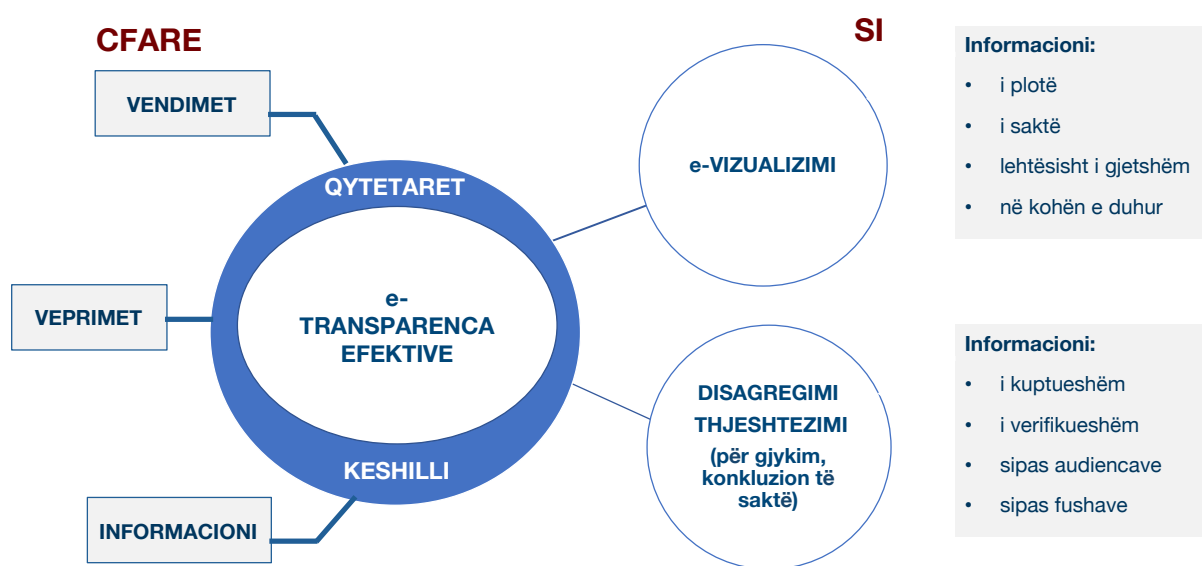 CFARE
VENDIMET
VEPRIMET
INFORMACIONI
QYTETARET
e-
TRANSPARENCA
EFEKTIVE
KESHILLI
SI
e-VIZUALIZIMI
DISAGREGIMI
THJESHTEZIMI
(për gjykim,
konkluzion të
saktë)
Informacioni:
• i plotë
• i saktë
• lehtësisht i gjetshëm
• në kohën e duhur
Informacioni:
• i kuptueshëm
• i verifikueshëm
• sipas audiencave
• sipas fushave